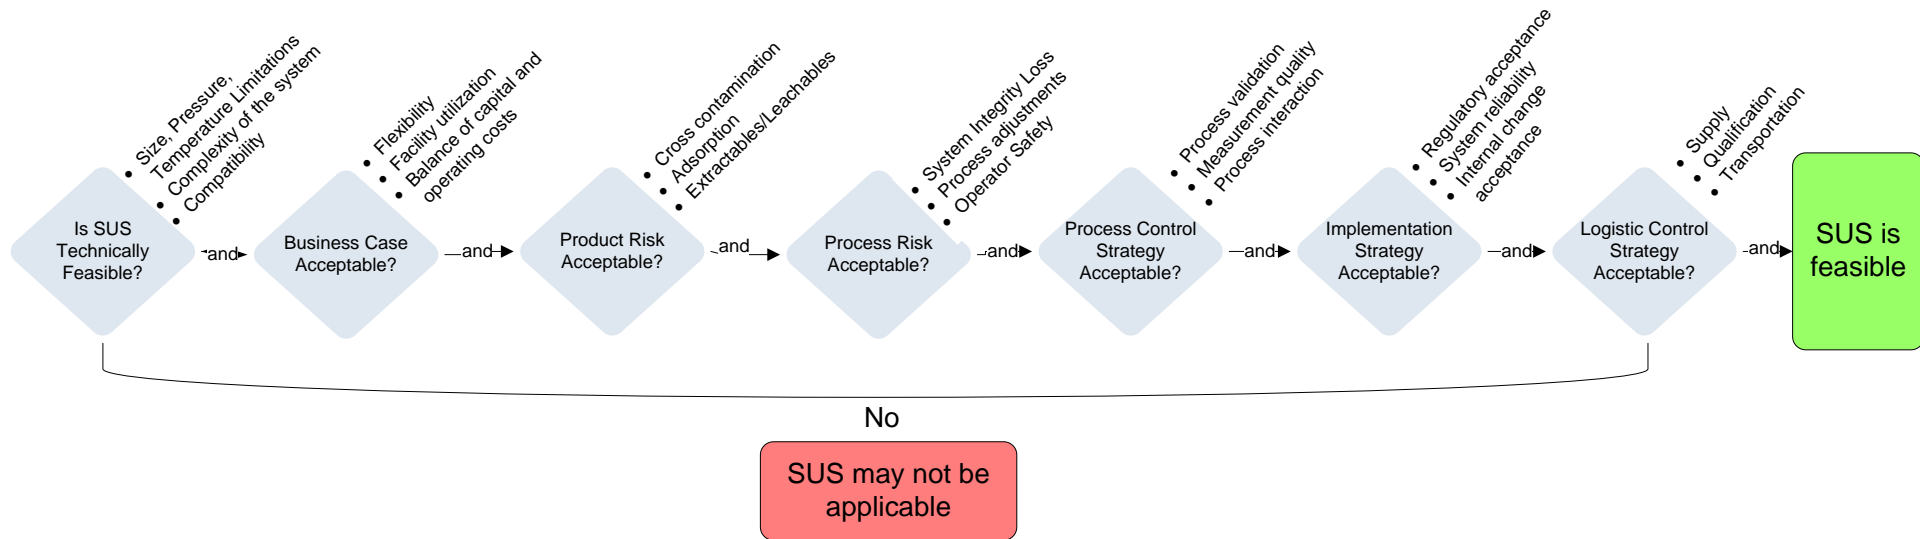 • Size, Pressure,
Temperature Limitations
• Complexity of the system
• Compatibility
Is SUS
Technically
Feasible?
and
• Flexibility
• Facility utilization
• Balance of capital and
operating costs
Business Case
Acceptable?
and
• Cross contamination
• Adsorption
• Extractables/Leachables
Product Risk
Acceptable?
and
• System Integrity Loss
• Process adjustments
• Operator Safety
Process Risk
Acceptable?
and
• Process validation
• Measurement quality
• Process interaction
Process Control
Strategy
Acceptable?
and
• Regulatory acceptance
• System reliability
• Internal change
acceptance
Implementation
Strategy
Acceptable?
and
• Supply
• Qualification
• Transportation
Logistic Control
Strategy
Acceptable?
and
SUS is
feasible
No
SUS may not be
applicable